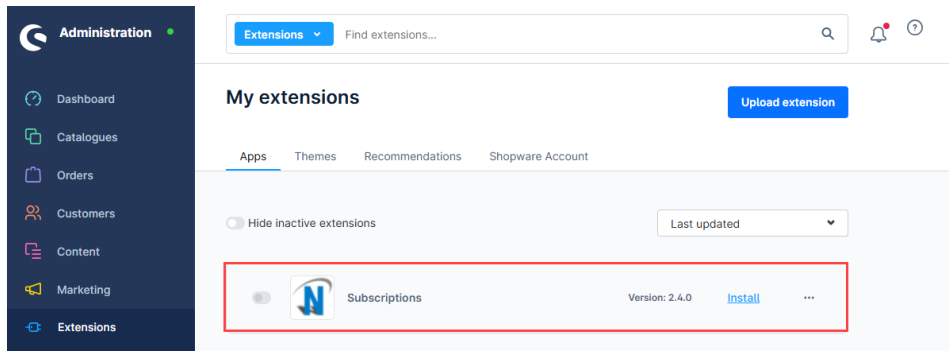 Administration
Extensions
Find extensions...
?
Dashboard
Catalogues
Orders
Customers
Content
Marketing
Extensions
My extensions
Upload extension
Apps Themes Recommendations Shopware Account
Hide inactive extensions
Last updated
N
Subscriptions Version: 2.4.0 Install ...